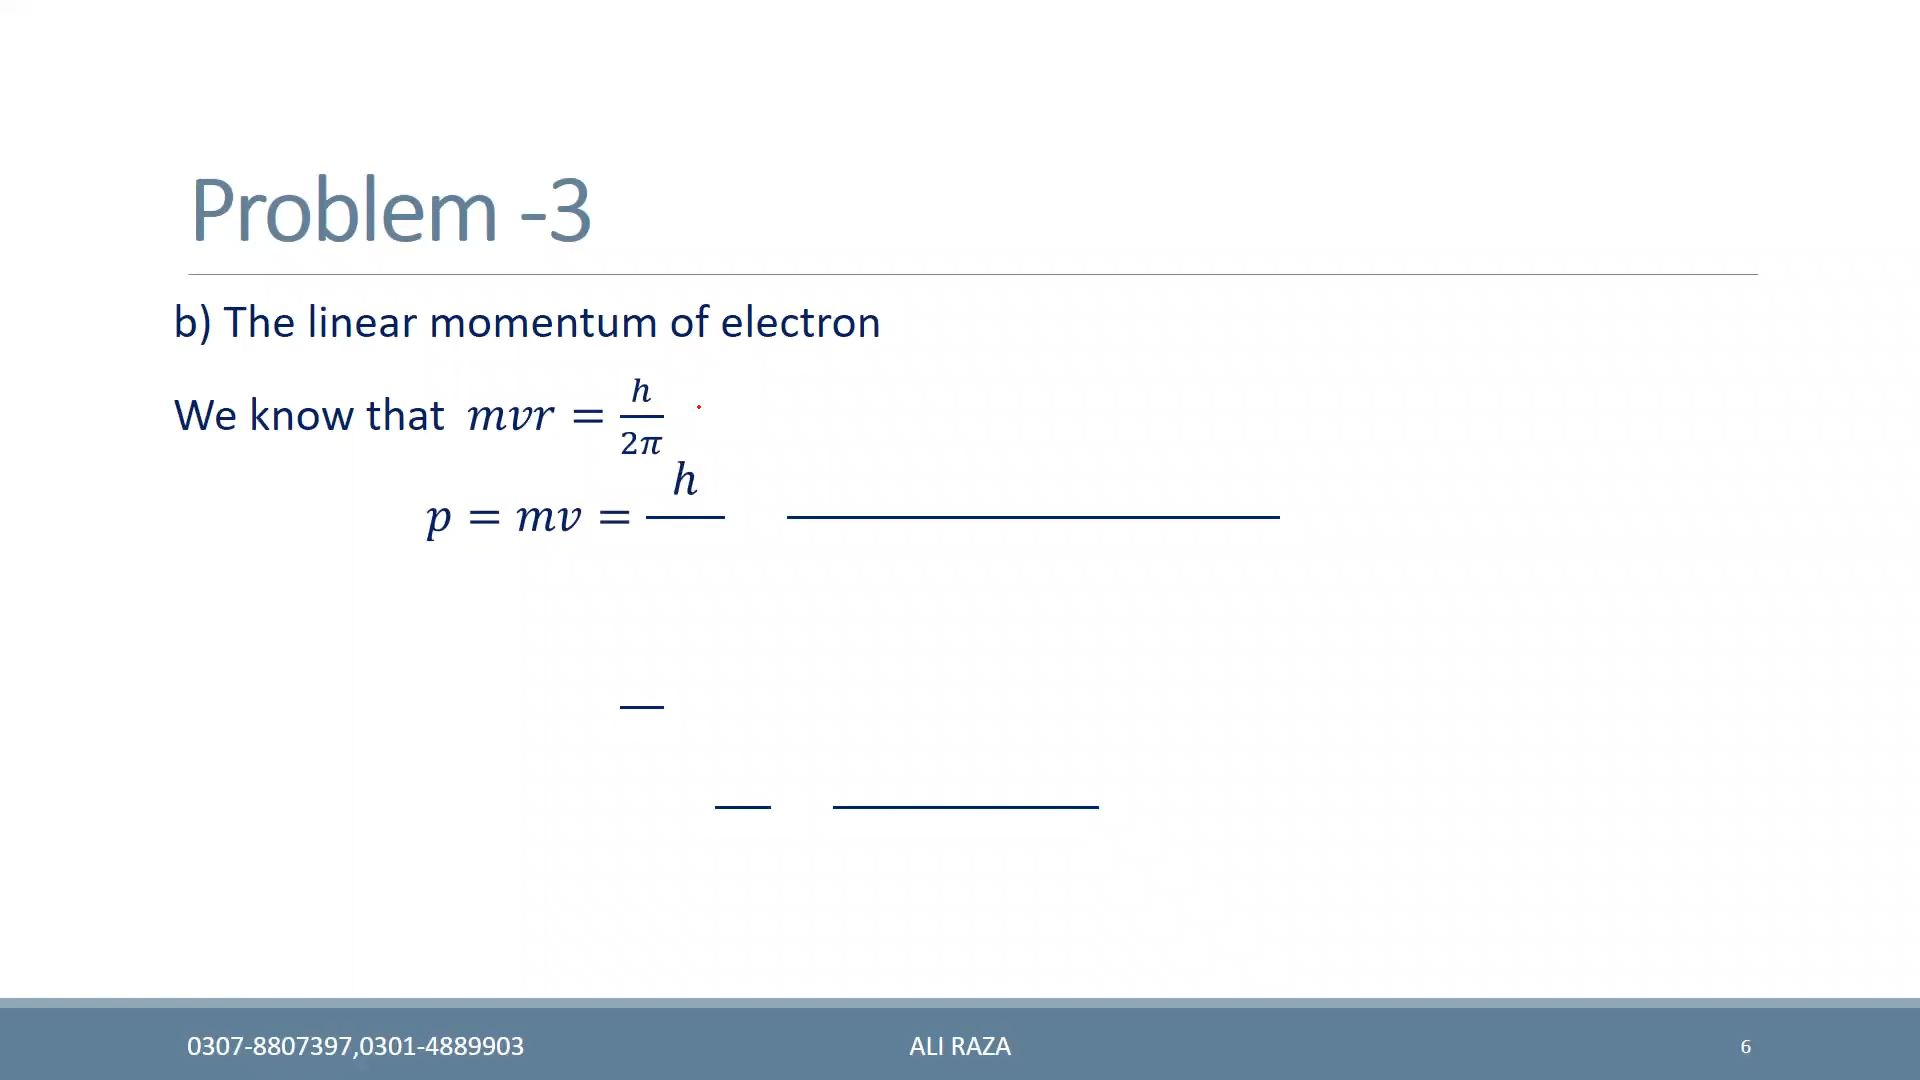 Problem -3
b) The linear momentum of electron
We know that mvr = h/2π
p = mv = h
0307-8807397,0301-4889903 ALI RAZA 6